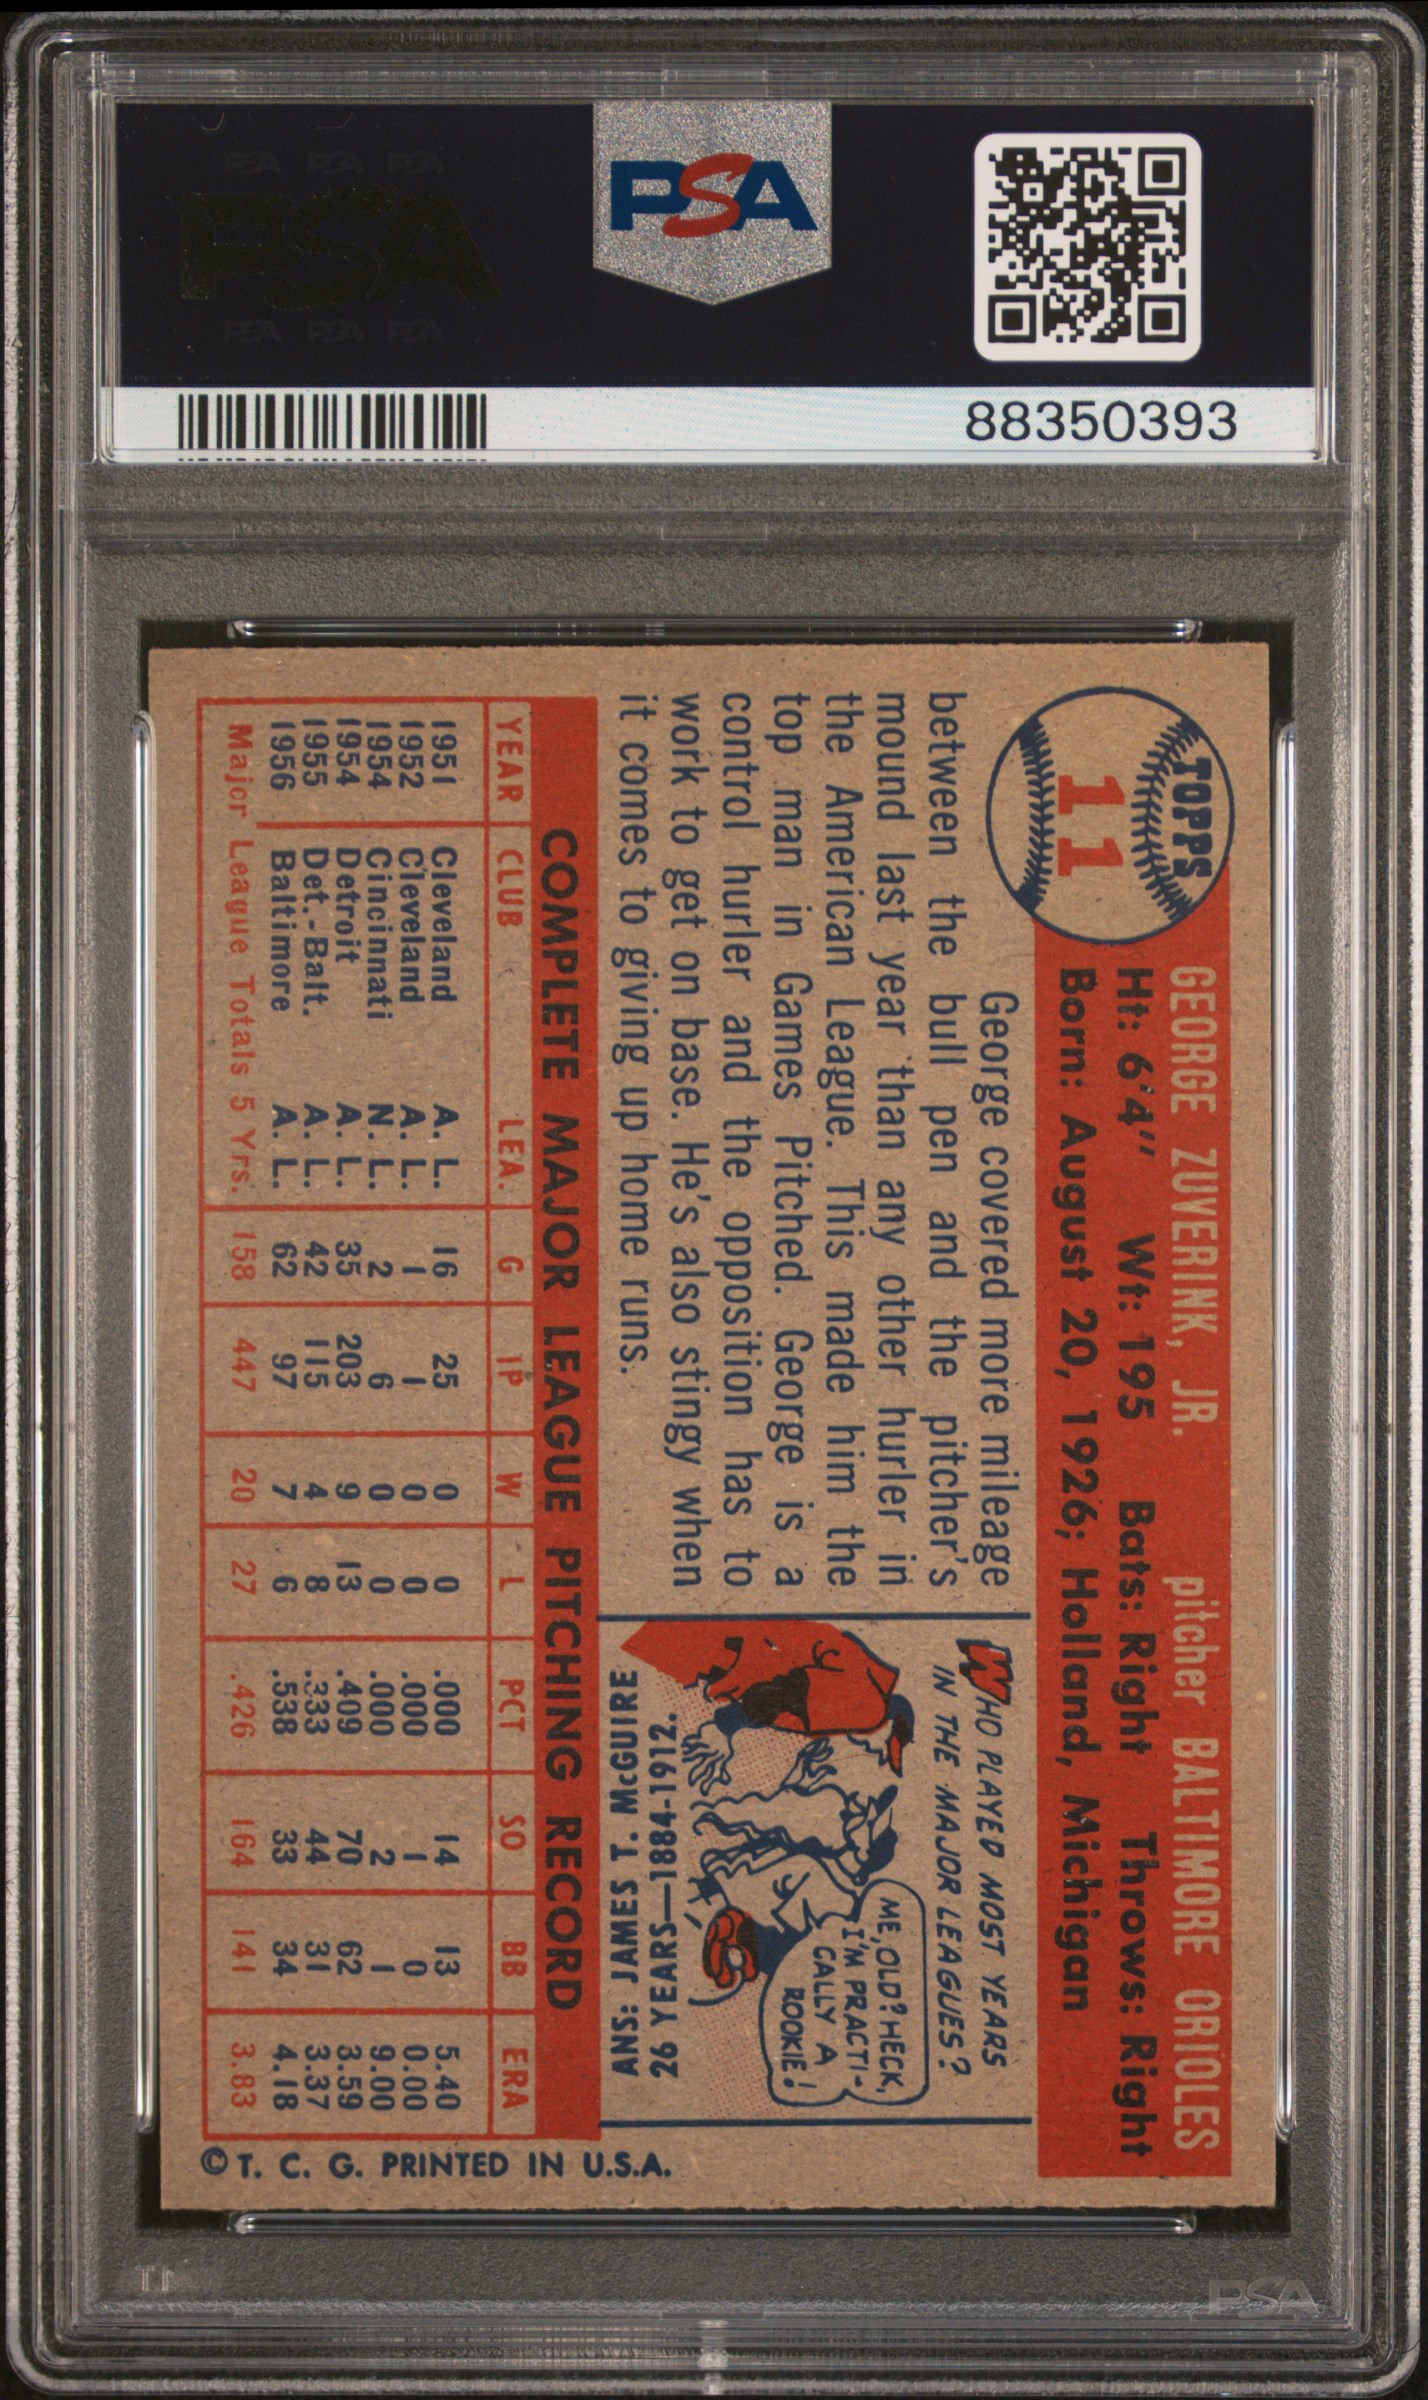 PSA PSA PSA
PSA
PSA PSA PSA
PSA
88350393
TOPPS
11
GEORGE ZUVERINK, JR. pitcher BALTIMORE ORIOLES
Ht: 6'4" Wt: 195 Bats: Right Throws: Right
Born: August 20, 1926; Holland, Michigan
George covered more mileage
between the bull pen and the pitcher's
mound last year than any other hurler in
the American League. This made him the
top man in Games Pitched. George is a
control hurler and the opposition has to
work to get on base. He's also stingy when
it comes to giving up home runs.
WHO PLAYED MOST YEARS
IN THE MAJOR LEAGUES?
ME, OLD? HECK,
I'M PRACTI-
CALLY A
ROOKIE!
ANS: JAMES T. McGUIRE
26 YEARS—1884-1912.
COMPLETE MAJOR LEAGUE PITCHING RECORD
YEAR CLUB LEA. G IP W L PCT SO BB ERA
1951 Cleveland A. L. 16 25 0 0 .000 14 13 5.40
1952 Cleveland A. L. 1 1 0 0 .000 1 0 0.00
1954 Cincinnati N. L. 2 6 0 0 .000 2 1 9.00
1954 Detroit A. L. 35 203 9 13 .409 70 62 3.59
1955 Det.-Balt. A. L. 42 115 4 8 .333 44 31 3.37
1956 Baltimore A. L. 62 97 7 6 .538 33 34 4.18
Major League Totals 5 Yrs. 158 447 20 27 .426 164 141 3.83
© T. C. G. PRINTED IN U.S.A.
PSA